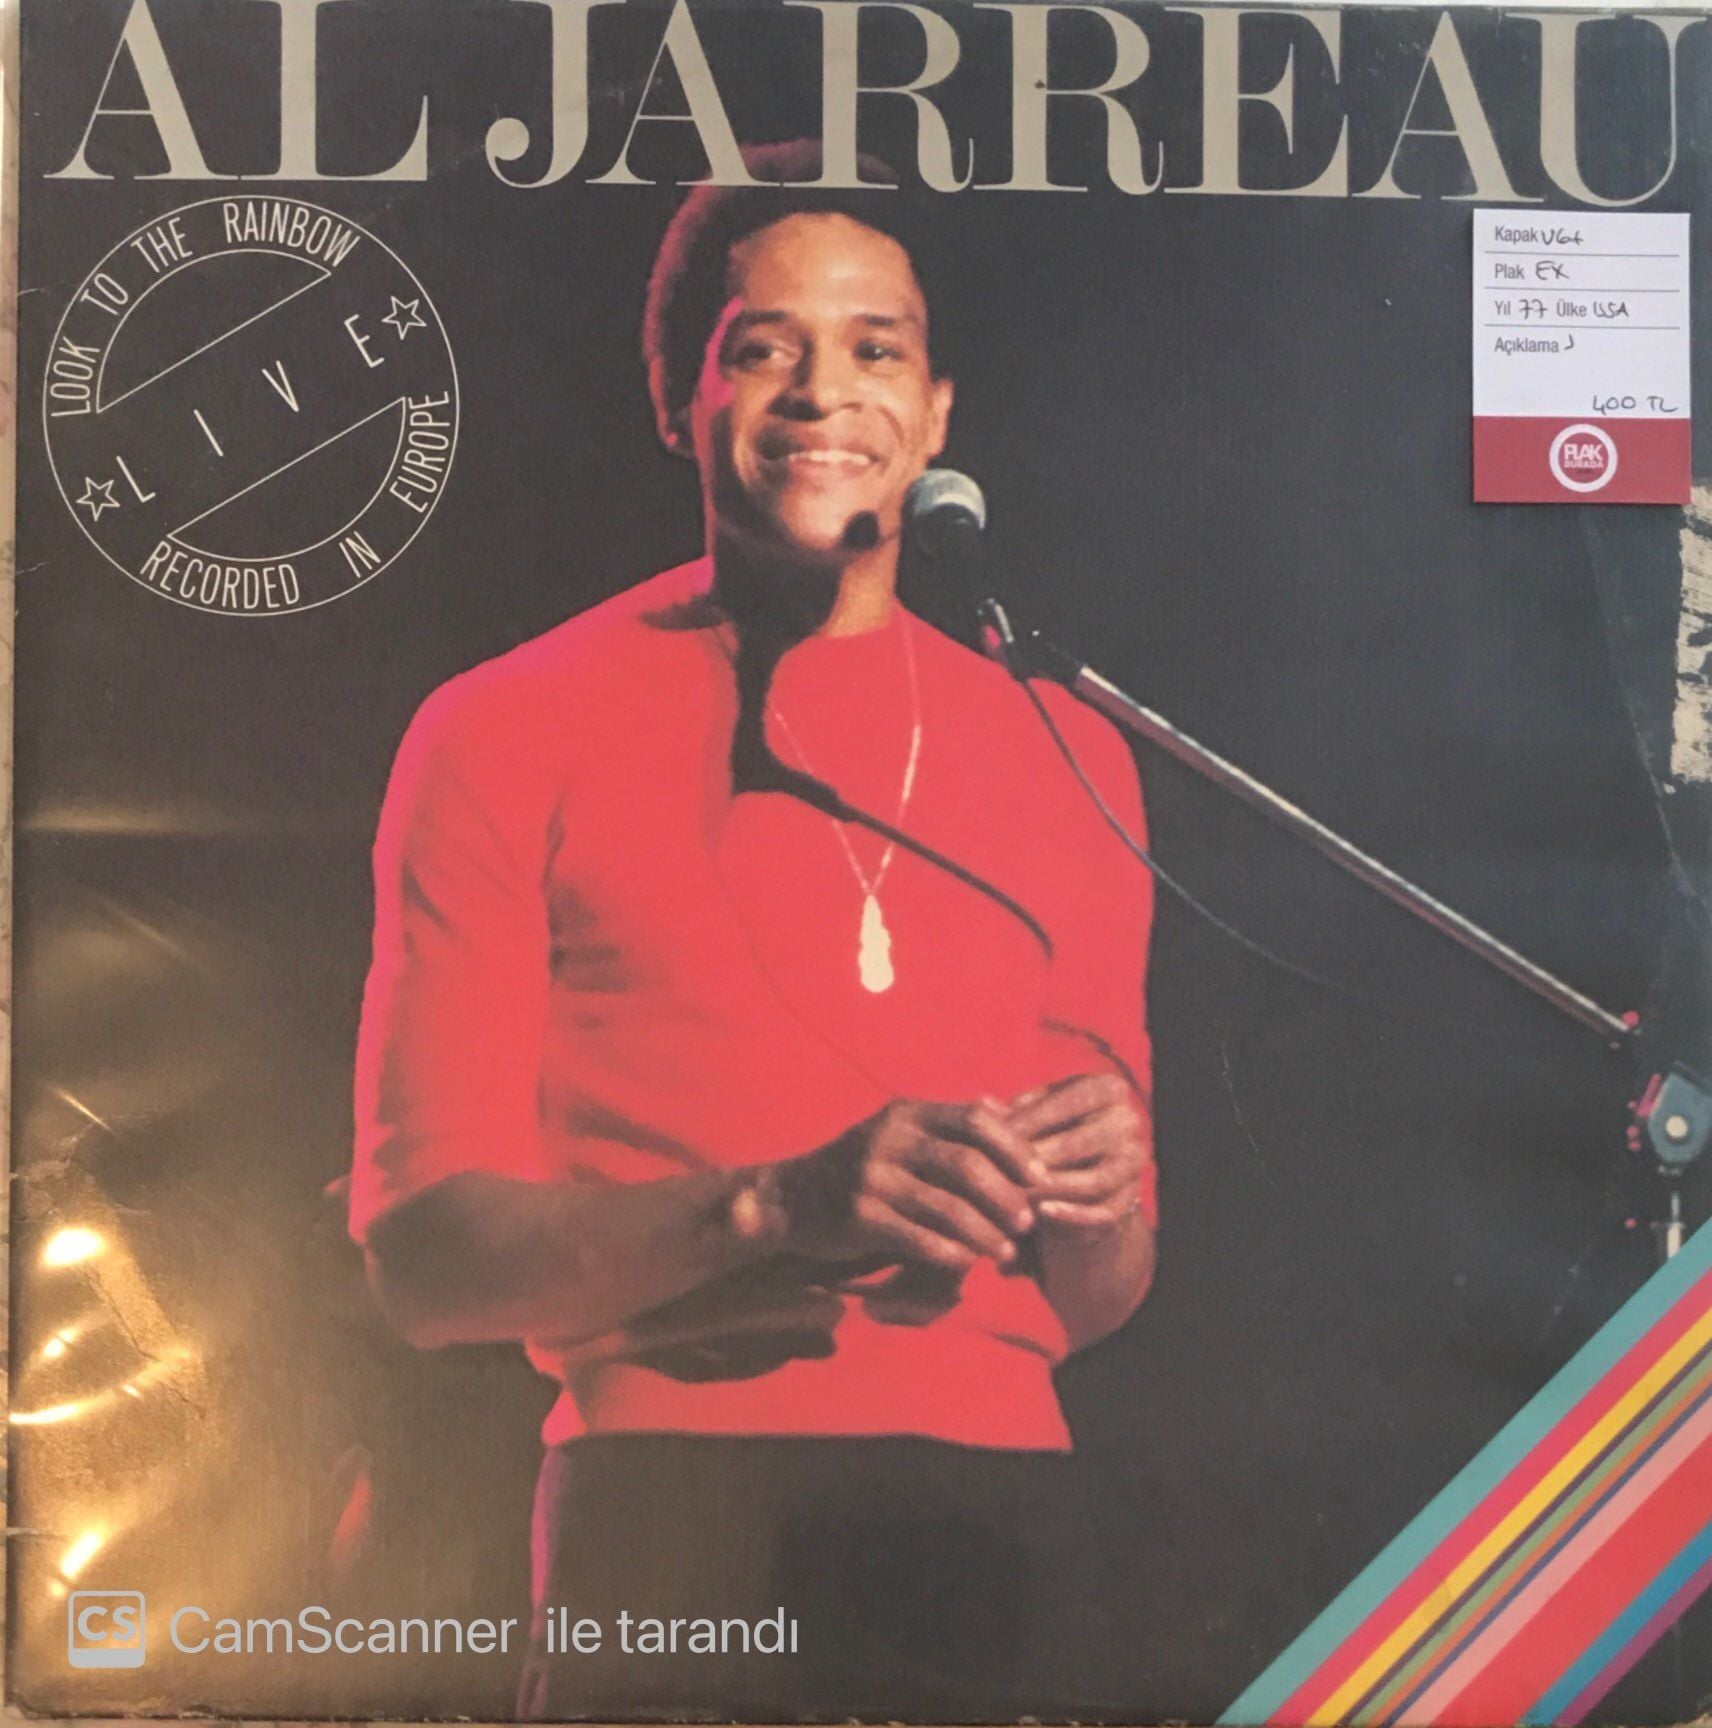 AL JARREAU
LOOK TO THE RAINBOW
LIVE
RECORDED IN EUROPE
Kapak VG+
Plak EX
Yıl 77 Ülke USA
Açıklama J
400 TL
PLAK
BURADA
CS CamScanner ile tarandı